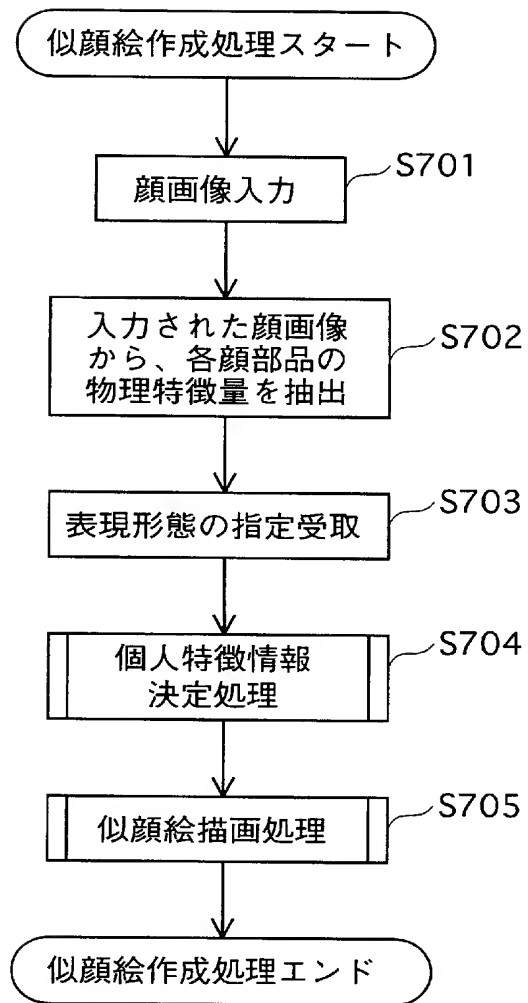 似顔絵作成処理スタート
S701
顔画像入力
S702
入力された顔画像
から、各顔部品の
物理特徴量を抽出
S703
表現形態の指定受取
S704
個人特徴情報
決定処理
S705
似顔絵描画処理
似顔絵作成処理エンド